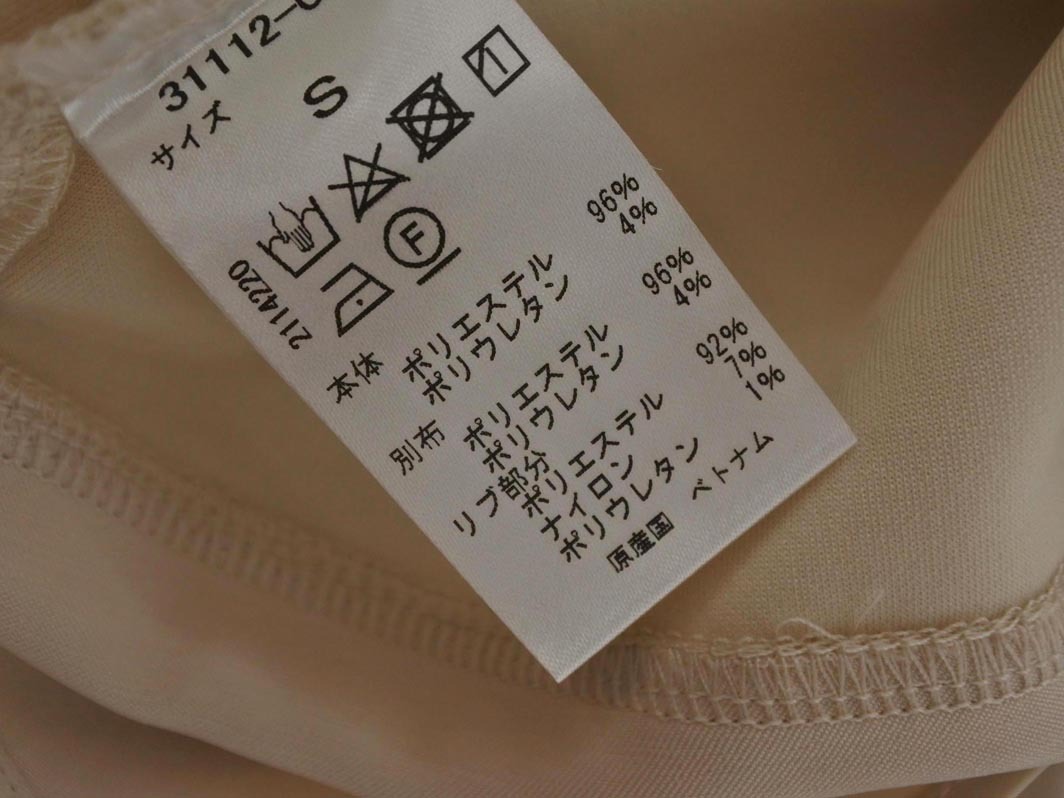 31112-
サイズ S
1
F
2114220
本体 ポリエステル 96%
ポリウレタン 4%
別布 ポリエステル 96%
ポリウレタン 4%
リブ部分
ポリエステル 92%
ナイロン 7%
ポリウレタン 1%
原産国 ベトナム